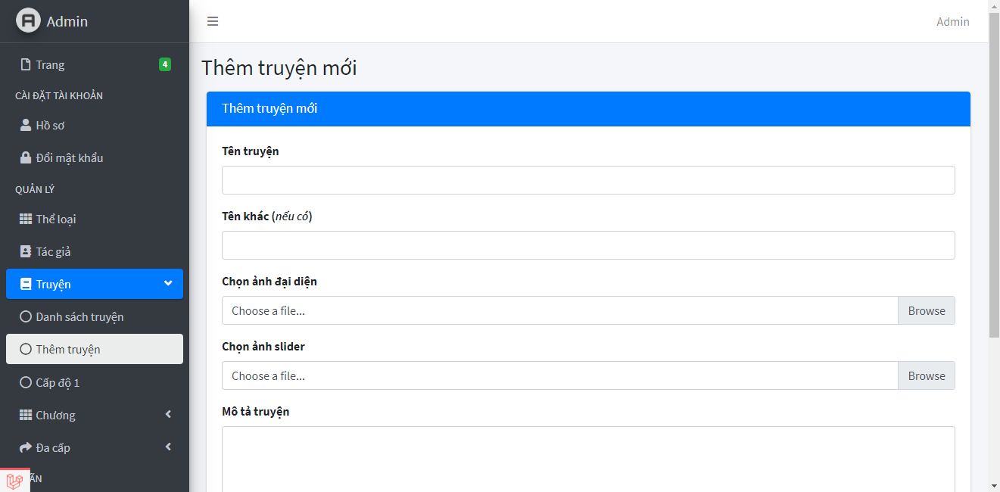 Admin
Admin
Trang
4
CÀI ĐẶT TÀI KHOẢN
Hồ sơ
Đổi mật khẩu
QUẢN LÝ
Thể loại
Tác giả
Truyện
Danh sách truyện
Thêm truyện
Cấp độ 1
Chương
Đa cấp
ÃN
Thêm truyện mới
Thêm truyện mới
Tên truyện
Tên khác (nếu có)
Chọn ảnh đại diện
Choose a file... Browse
Chọn ảnh slider
Choose a file... Browse
Mô tả truyện